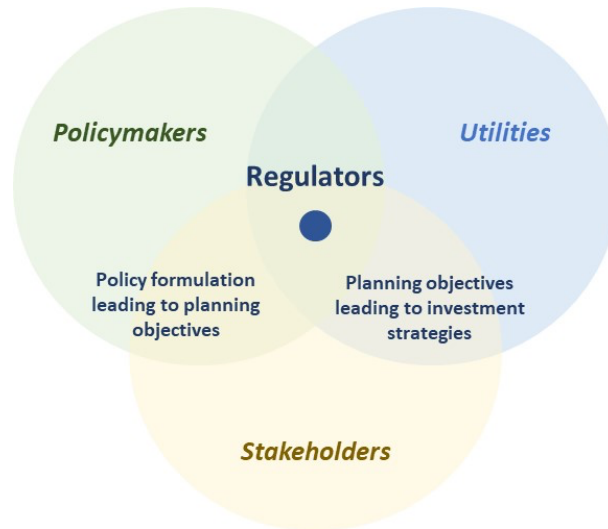 Policymakers
Utilities
Regulators
Policy formulation
leading to planning
objectives
Planning objectives
leading to investment
strategies
Stakeholders